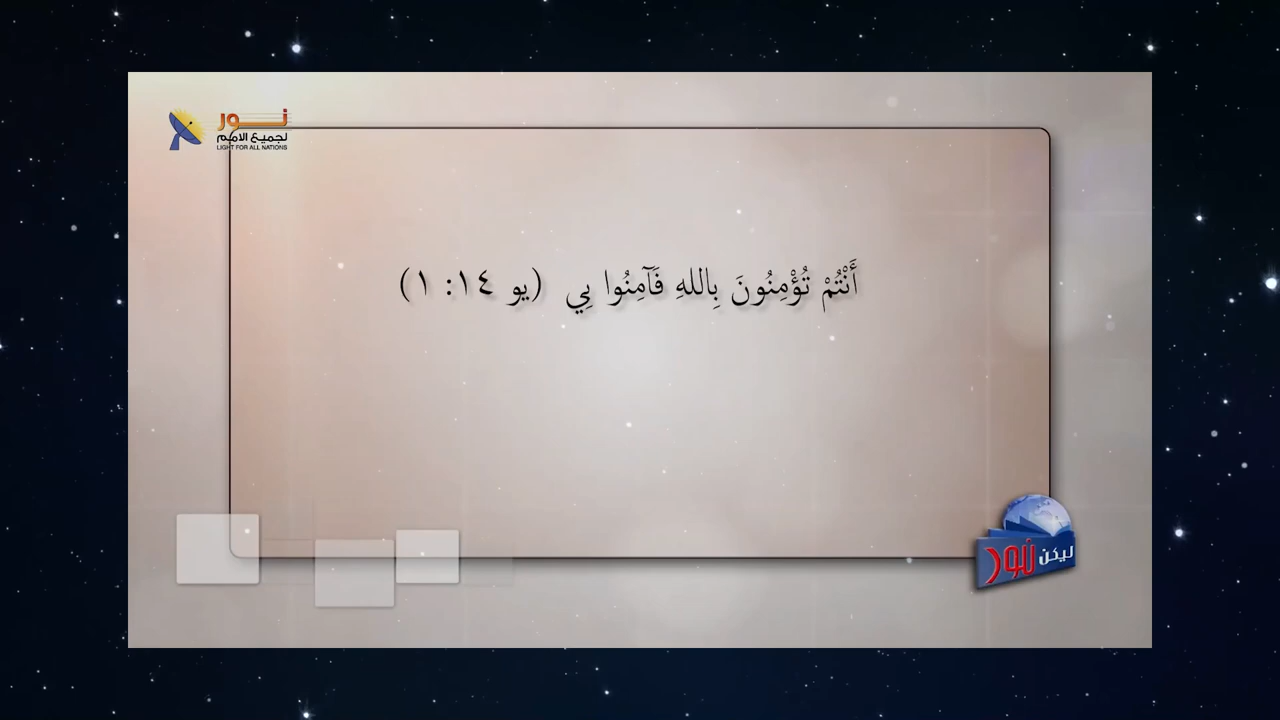 نور
لجميع الامم
LIGHT FOR ALL NATIONS
أَنْتُمْ تُؤْمِنُونَ بِاللهِ فَآمِنُوا بِي (يو ١٤: ١)
ليكن نور